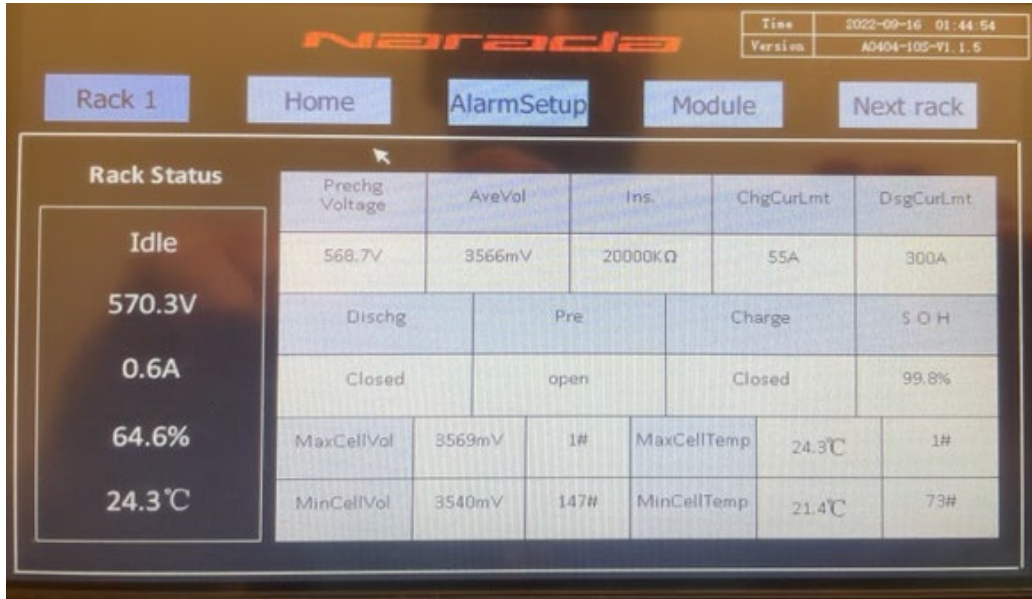 Narada
Time 2022-09-16 01:44:54
Version A0404-10S-V1.1.5
Rack 1 Home AlarmSetup Module Next rack
Rack Status
Idle
570.3V
0.6A
64.6%
24.3℃
Prechg Voltage AveVol Ins. ChgCurLmt DsgCurLmt
568.7V 3566mV 20000KΩ 55A 300A
Dischg Pre Charge S O H
Closed open Closed 99.8%
MaxCellVol 3569mV 1# MaxCellTemp 24.3℃ 1#
MinCellVol 3540mV 147# MinCellTemp 21.4℃ 73#